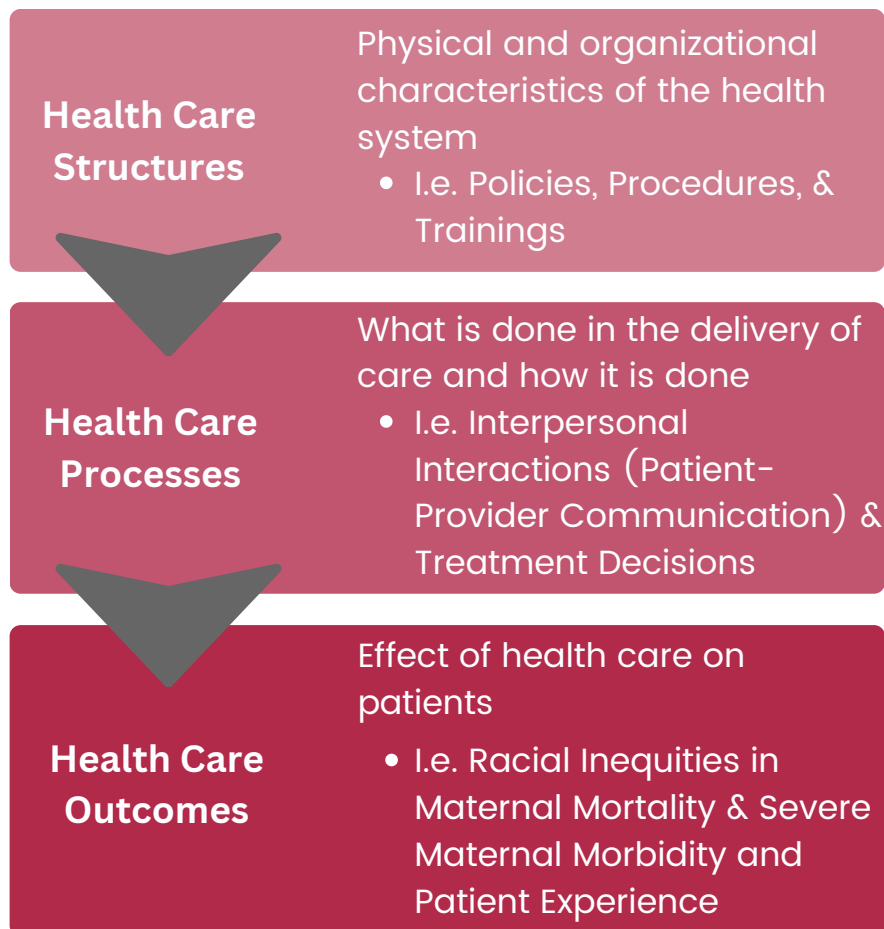 Health Care
Structures
Physical and organizational
characteristics of the health
system
• I.e. Policies, Procedures, &
Trainings
Health Care
Processes
What is done in the delivery of
care and how it is done
• I.e. Interpersonal
Interactions (Patient-
Provider Communication) &
Treatment Decisions
Health Care
Outcomes
Effect of health care on
patients
• I.e. Racial Inequities in
Maternal Mortality & Severe
Maternal Morbidity and
Patient Experience